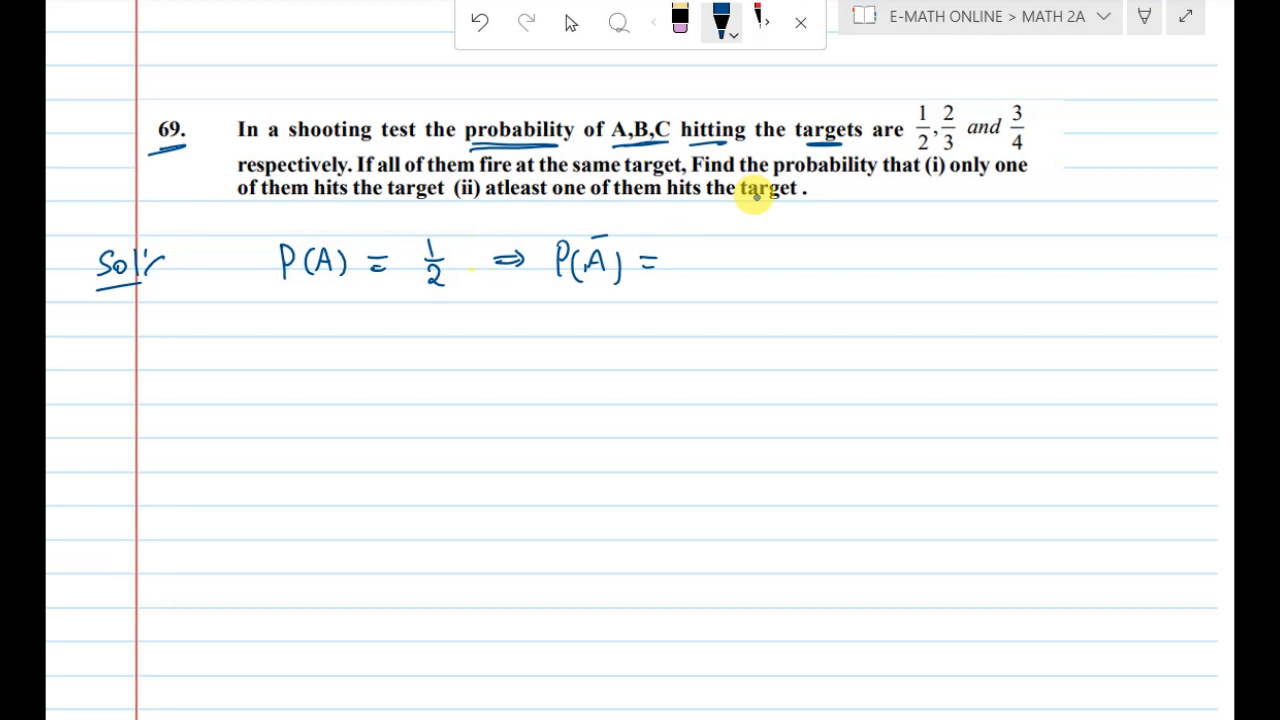 E-MATH ONLINE > MATH 2A
69. In a shooting test the probability of A,B,C hitting the targets are 1/2, 2/3 and 3/4
respectively. If all of them fire at the same target, Find the probability that (i) only one
of them hits the target (ii) atleast one of them hits the target .
Sol: P(A) = 1/2 ⇒ P(Ā) =